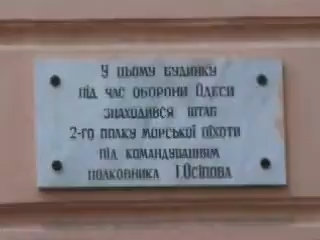 У ЦЬОМУ БУДИНКУ
ПІД ЧАС ОБОРОНИ ОДЕСИ
ЗНАХОДИВСЯ ШТАБ
2-ГО ПОЛКУ МОРСЬКОЇ ПІХОТИ
ПІД КОМАНДУВАННЯМ
ПОЛКОВНИКА І.ОСІПОВА